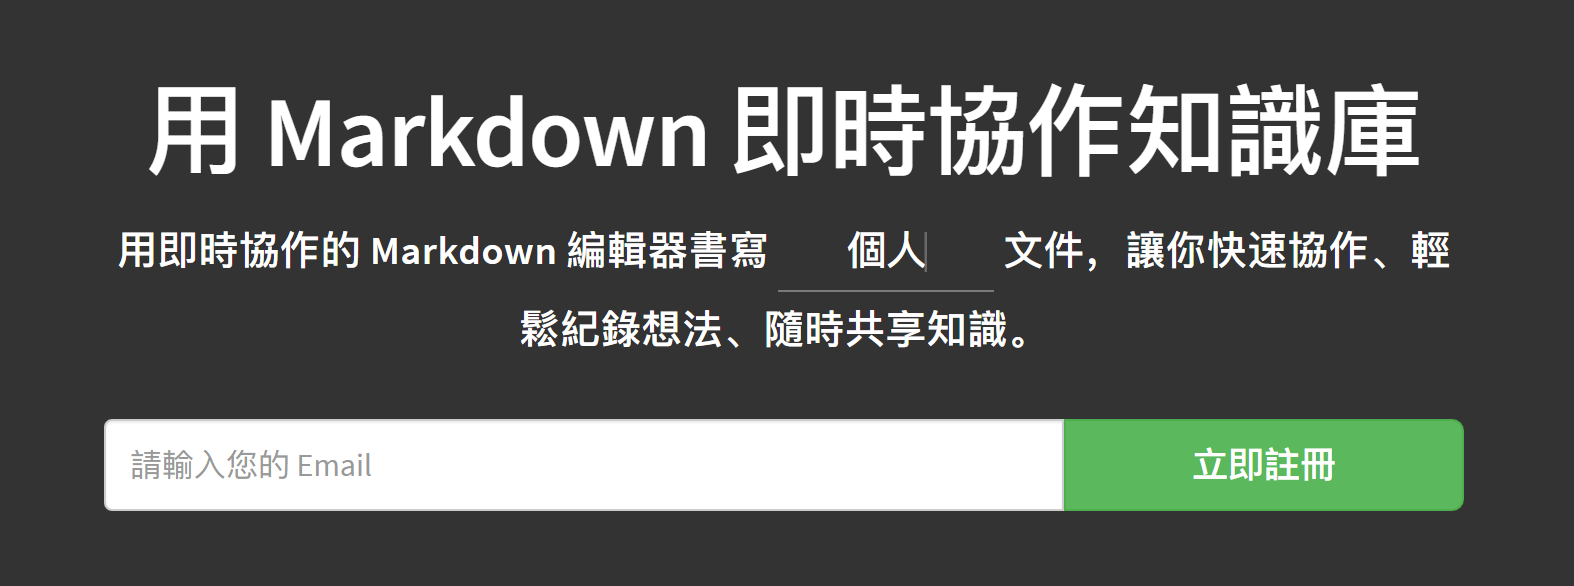 用 Markdown 即時協作知識庫
用即時協作的 Markdown 編輯器書寫 個人 文件，讓你快速協作、輕
鬆紀錄想法、隨時共享知識。
請輸入您的 Email
立即註冊